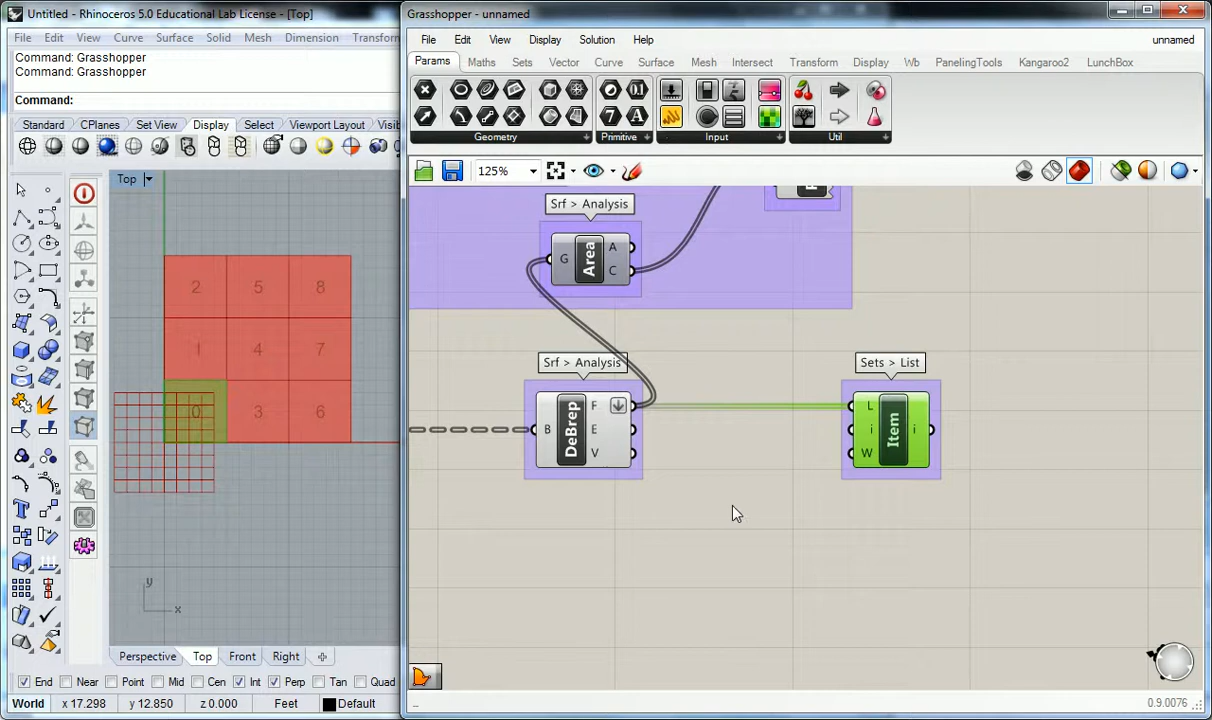 Untitled - Rhinoceros 5.0 Educational Lab License - [Top]
File Edit View Curve Surface Solid Mesh Dimension Transform
Command: Grasshopper
Command: Grasshopper
Command:
Standard CPlanes Set View Display Select Viewport Layout Visib
Top
2 5 8
1 4 7
0 3 6
y
x
Perspective Top Front Right
End Near Point Mid Cen Int Perp Tan Quad
World x 17.298 y 12.850 z 0.000 Feet Default
Grasshopper - unnamed
File Edit View Display Solution Help unnamed
Params Maths Sets Vector Curve Surface Mesh Intersect Transform Display Wb PanelingTools Kangaroo2 LunchBox
Geometry Primitive Input Util
125%
Srf > Analysis
G Area A C
Srf > Analysis
B DeBrep F E V
Sets > List
L i W Item i
0.9.0076